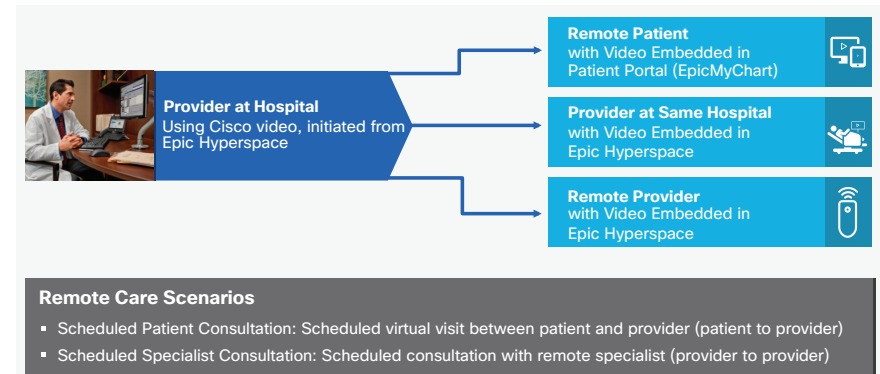 Provider at Hospital
Using Cisco video, initiated from
Epic Hyperspace
Remote Patient
with Video Embedded in
Patient Portal (EpicMyChart)
Provider at Same Hospital
with Video Embedded in
Epic Hyperspace
Remote Provider
with Video Embedded in
Epic Hyperspace
Remote Care Scenarios
▪ Scheduled Patient Consultation: Scheduled virtual visit between patient and provider (patient to provider)
▪ Scheduled Specialist Consultation: Scheduled consultation with remote specialist (provider to provider)